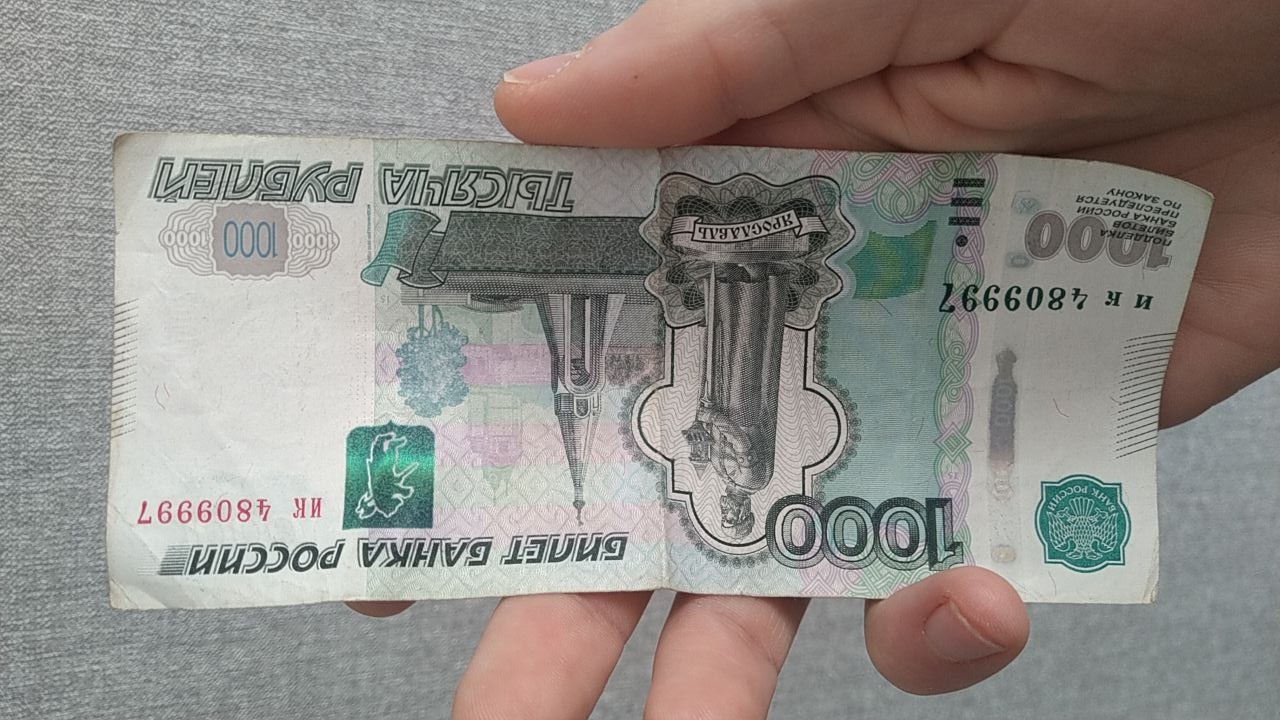 БИЛЕТ БАНКА РОССИИ
1000
БАНК РОССИИ
ИК 4809997
ик 4809997
1000
ЯРОСЛАВЛЬ
1000 1000 1000
ПОДДЕЛКА
БИЛЕТОВ
БАНКА РОССИИ
ПРЕСЛЕДУЕТСЯ
ПО ЗАКОНУ
ТЫСЯЧА РУБЛЕЙ